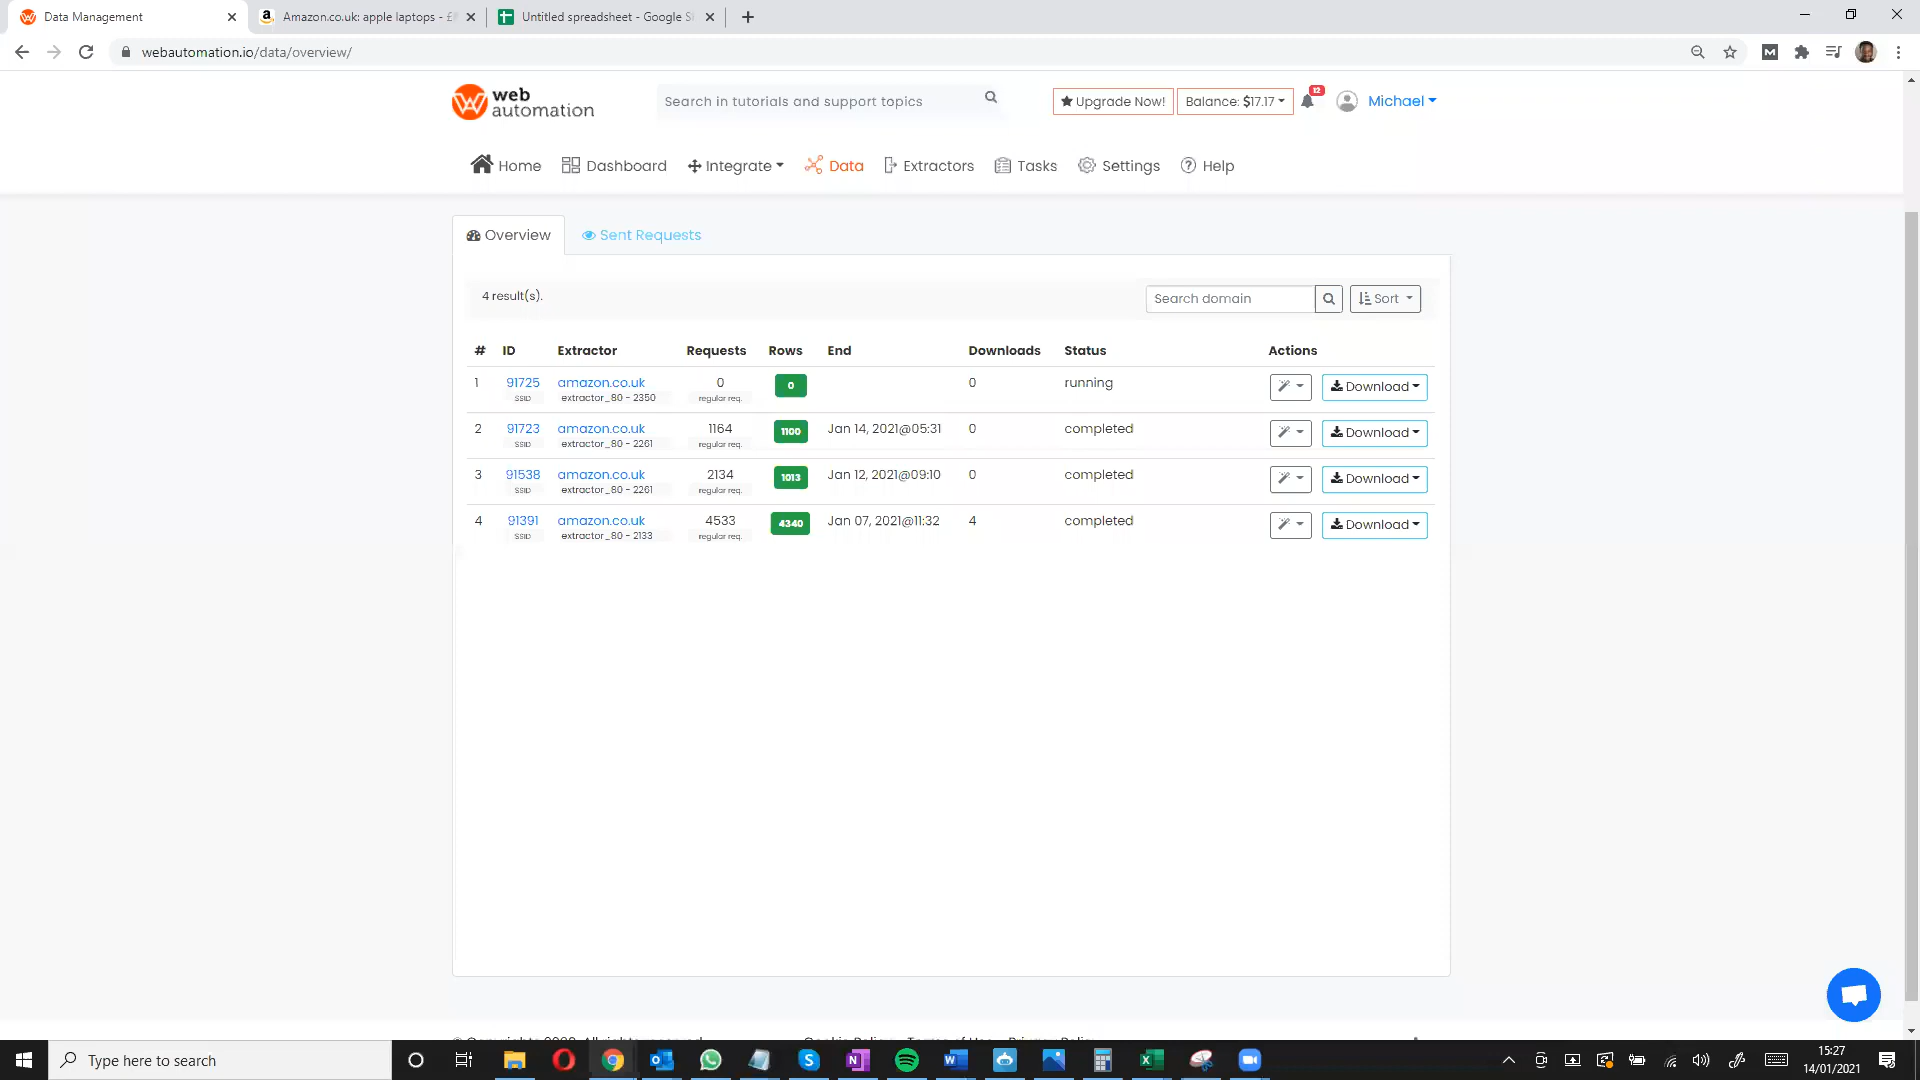 Data Management
Amazon.co.uk: apple laptops - £
Untitled spreadsheet - Google S
webautomation.io/data/overview/
web
automation
Search in tutorials and support topics
Upgrade Now!
Balance: $17.17
12
Michael
Home
Dashboard
Integrate
Data
Extractors
Tasks
Settings
Help
Overview
Sent Requests
4 result(s).
Search domain
Sort
# ID Extractor Requests Rows End Downloads Status Actions
1 91725 amazon.co.uk 0 0 0 running Download
SSID extractor_80 - 2350 regular req.
2 91723 amazon.co.uk 1164 1100 Jan 14, 2021@05:31 0 completed Download
SSID extractor_80 - 2261 regular req.
3 91538 amazon.co.uk 2134 1013 Jan 12, 2021@09:10 0 completed Download
SSID extractor_80 - 2261 regular req.
4 91391 amazon.co.uk 4533 4340 Jan 07, 2021@11:32 4 completed Download
SSID extractor_80 - 2133 regular req.
Type here to search
15:27
14/01/2021